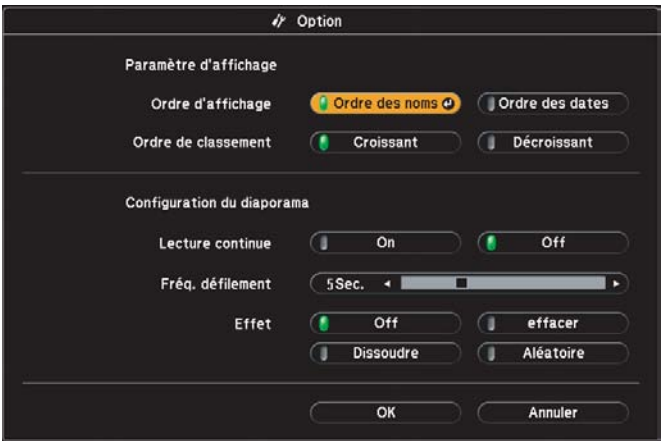 Option
Paramètre d'affichage
Ordre d'affichage Ordre des noms Ordre des dates
Ordre de classement Croissant Décroissant
Configuration du diaporama
Lecture continue On Off
Fréq. défilement 5Sec.
Effet Off effacer
Dissoudre Aléatoire
OK Annuler